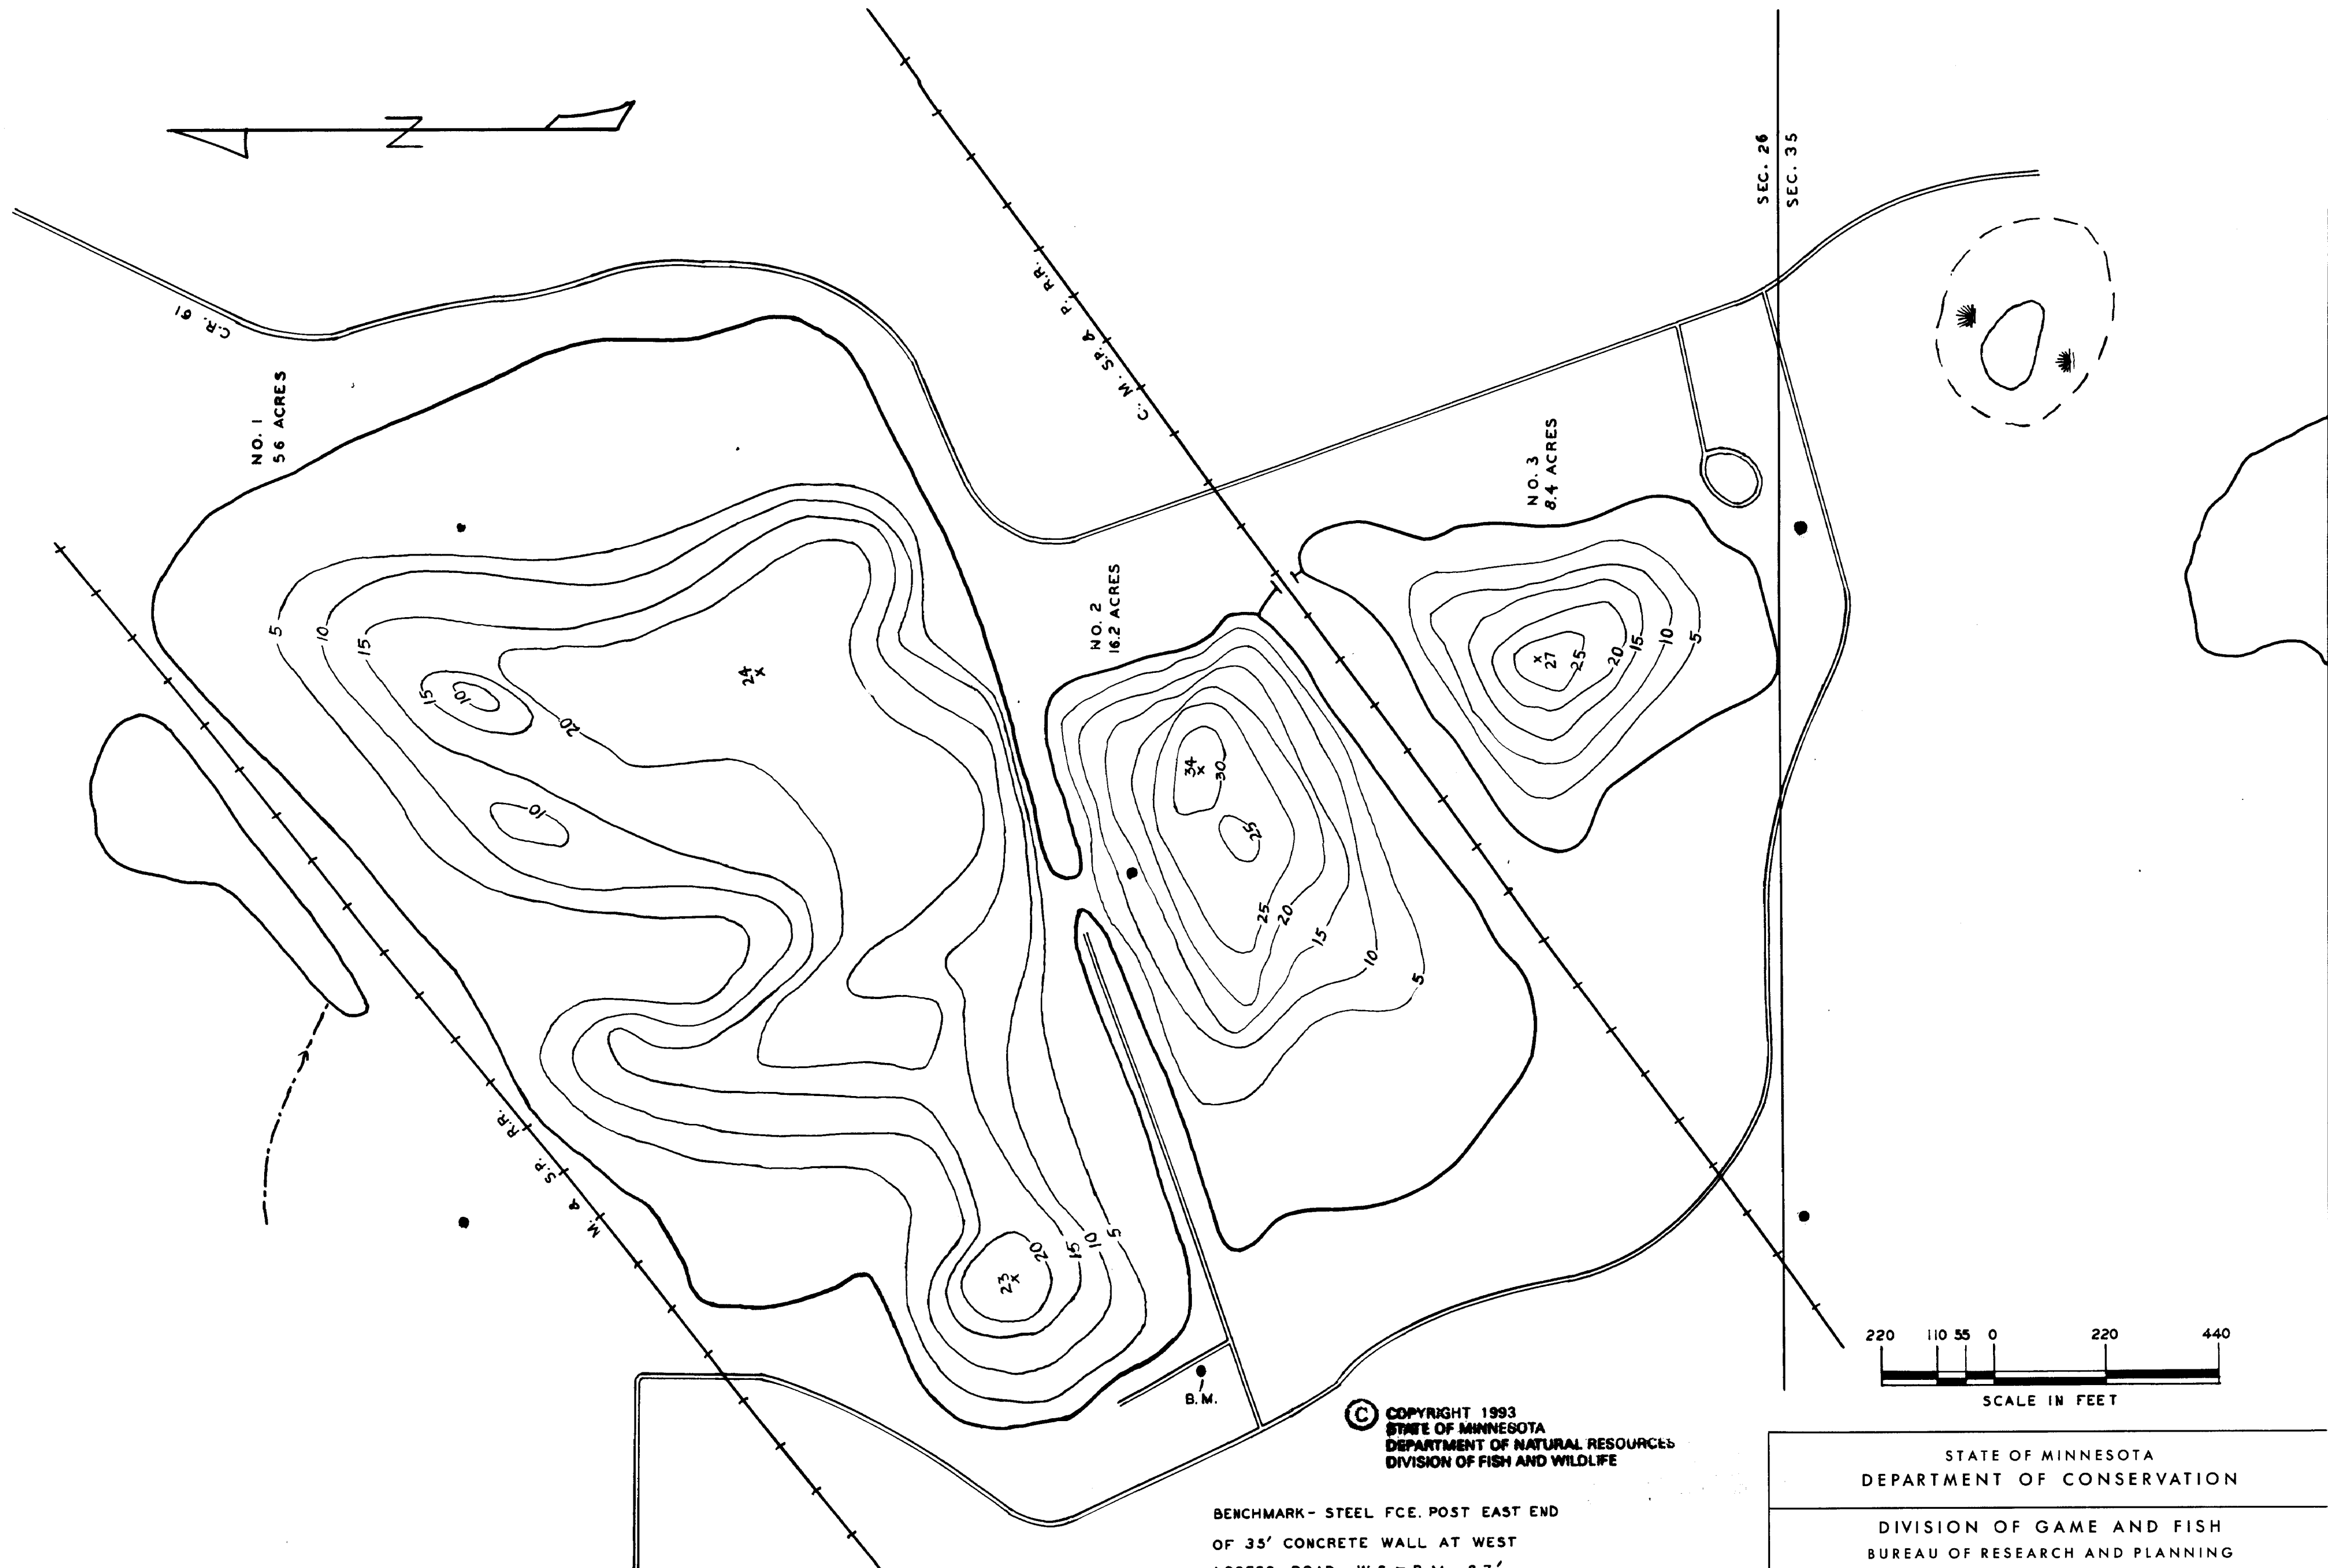 N
C.R. 61
C. M. S.P. & P. R.R.
SEC. 26
SEC. 35
NO. 1
56 ACRES
NO. 2
16.2 ACRES
NO. 3
8.4 ACRES
5
10
15
15
10
20
24
10
34
30
25
25
20
15
10
5
27
25
20
15
10
5
M. & S.P. R.R.
23
20
15
10
5
B.M.
220 110 55 0 220 440
SCALE IN FEET
© COPYRIGHT 1993
STATE OF MINNESOTA
DEPARTMENT OF NATURAL RESOURCES
DIVISION OF FISH AND WILDLIFE
BENCHMARK - STEEL FCE. POST EAST END
OF 35' CONCRETE WALL AT WEST
STATE OF MINNESOTA
DEPARTMENT OF CONSERVATION
DIVISION OF GAME AND FISH
BUREAU OF RESEARCH AND PLANNING